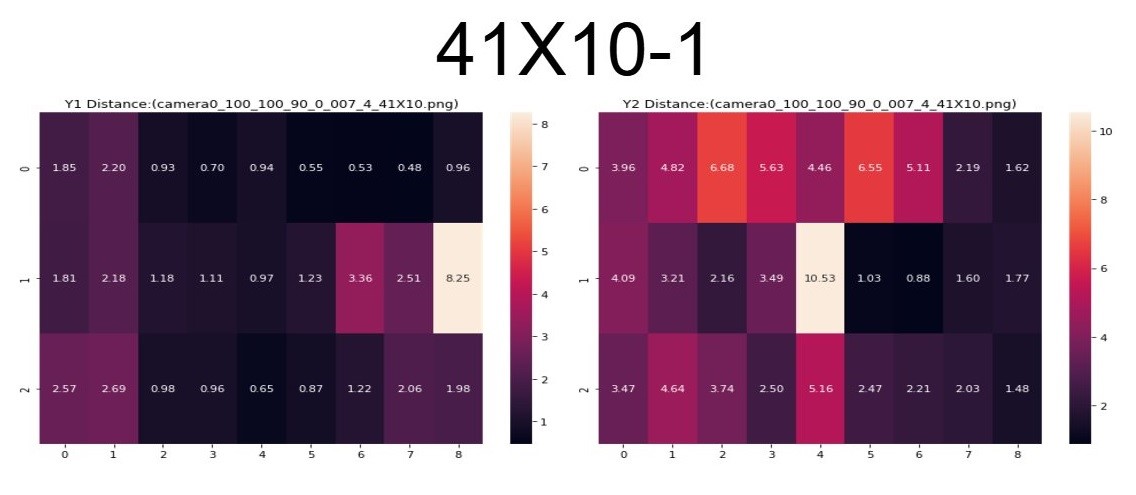 41X10-1
Y1 Distance:(camera0_100_100_90_0_007_4_41X10.png)
0 1.85 2.20 0.93 0.70 0.94 0.55 0.53 0.48 0.96
1 1.81 2.18 1.18 1.11 0.97 1.23 3.36 2.51 8.25
2 2.57 2.69 0.98 0.96 0.65 0.87 1.22 2.06 1.98
0 1 2 3 4 5 6 7 8
8
7
6
5
4
3
2
1
Y2 Distance:(camera0_100_100_90_0_007_4_41X10.png)
0 3.96 4.82 6.68 5.63 4.46 6.55 5.11 2.19 1.62
1 4.09 3.21 2.16 3.49 10.53 1.03 0.88 1.60 1.77
2 3.47 4.64 3.74 2.50 5.16 2.47 2.21 2.03 1.48
0 1 2 3 4 5 6 7 8
10
8
6
4
2